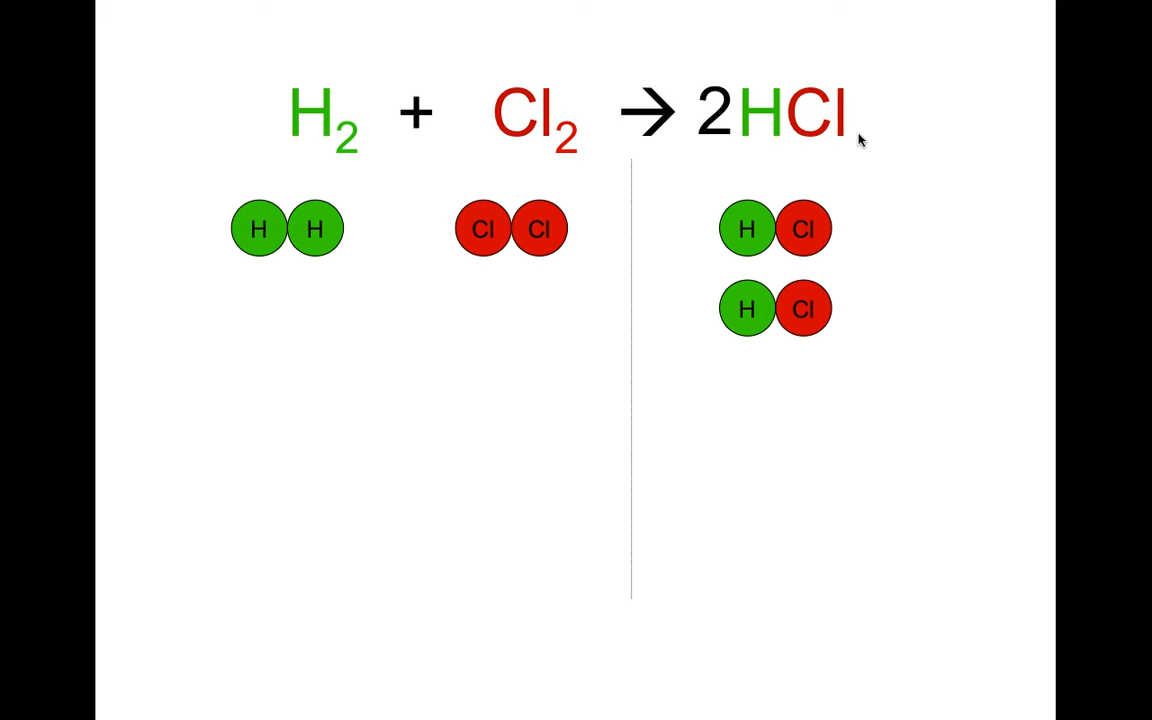 H₂ + Cl₂ → 2HCl
H H Cl Cl H Cl
H Cl